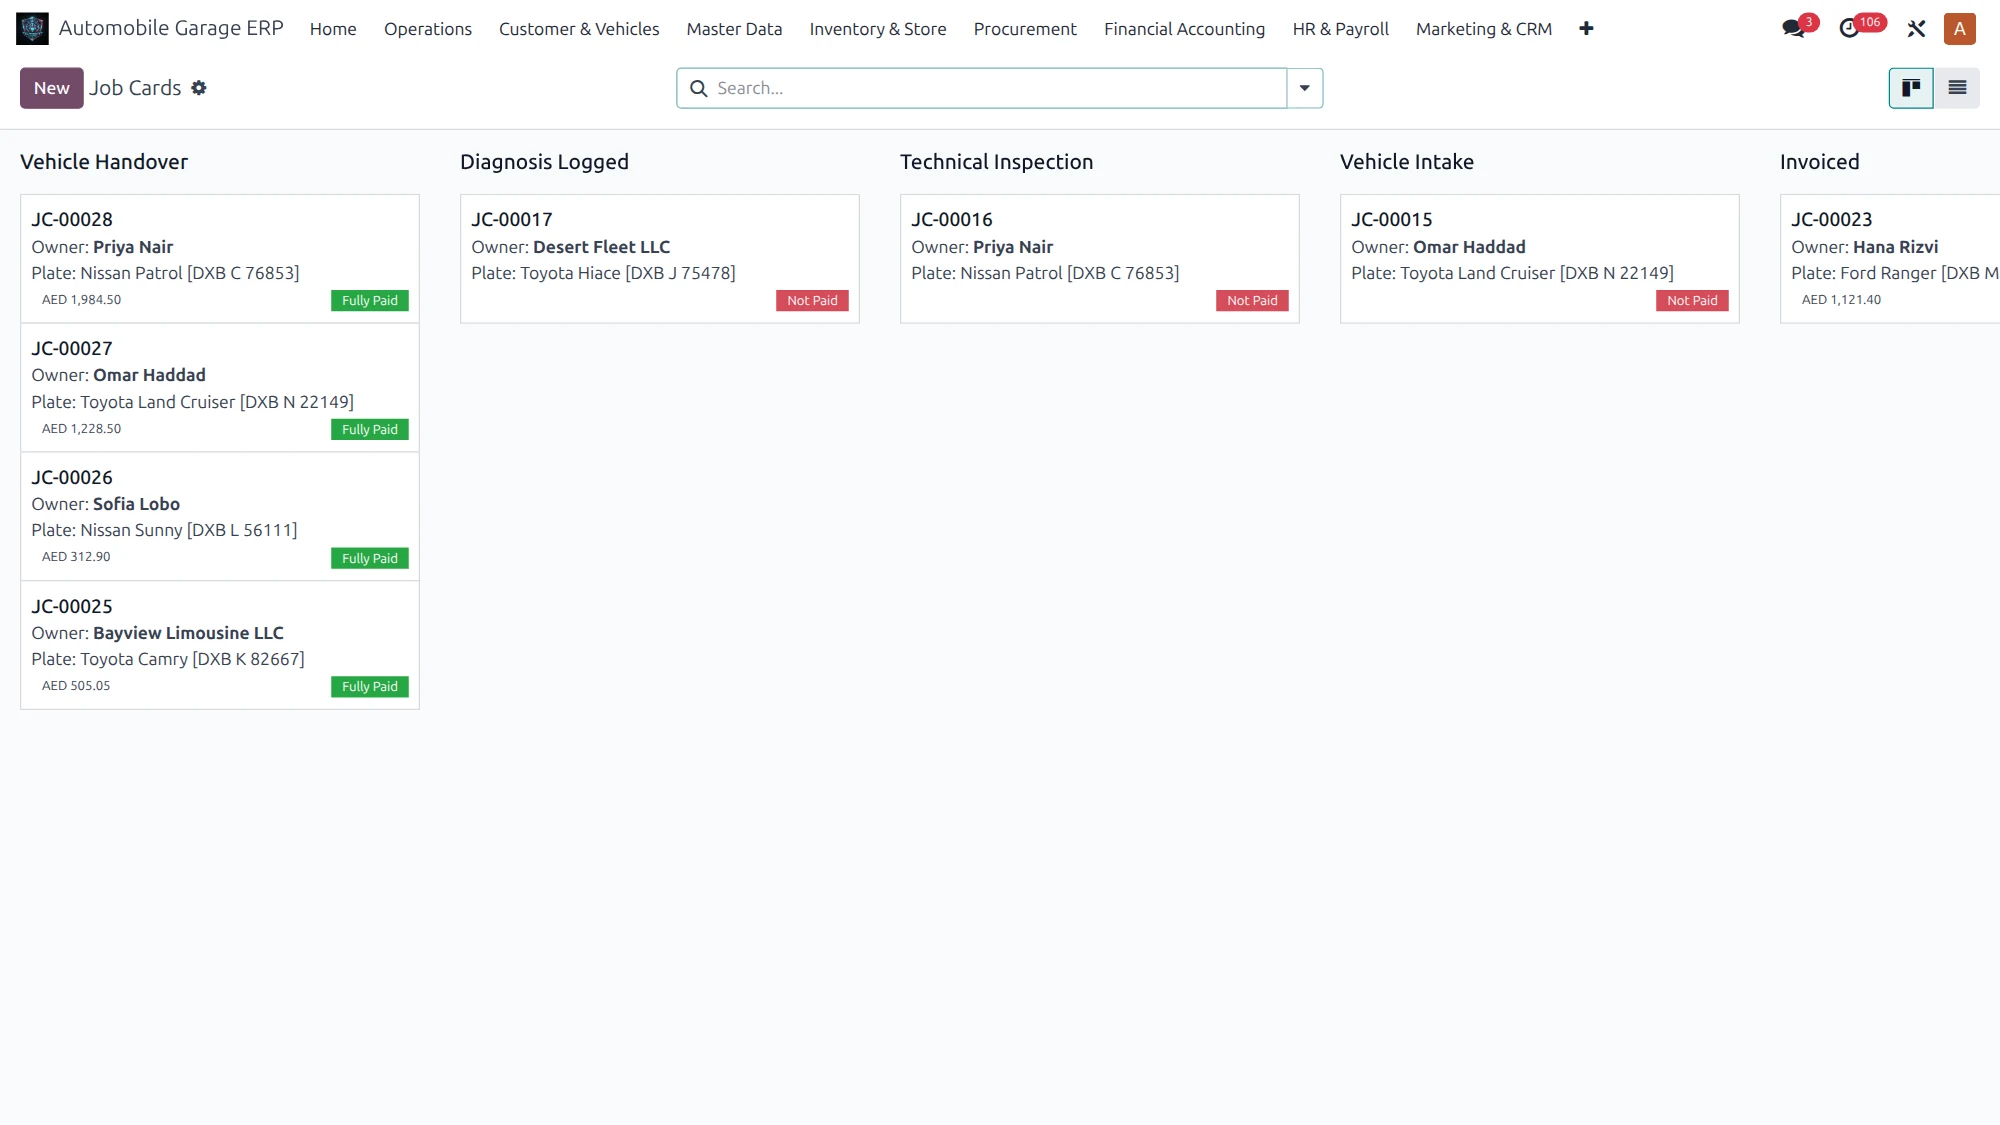 Automobile Garage ERP Home Operations Customer & Vehicles Master Data Inventory & Store Procurement Financial Accounting HR & Payroll Marketing & CRM 3 106 A
New Job Cards Search...
Vehicle Handover
JC-00028
Owner: Priya Nair
Plate: Nissan Patrol [DXB C 76853]
AED 1,984.50 Fully Paid
JC-00027
Owner: Omar Haddad
Plate: Toyota Land Cruiser [DXB N 22149]
AED 1,228.50 Fully Paid
JC-00026
Owner: Sofia Lobo
Plate: Nissan Sunny [DXB L 56111]
AED 312.90 Fully Paid
JC-00025
Owner: Bayview Limousine LLC
Plate: Toyota Camry [DXB K 82667]
AED 505.05 Fully Paid
Diagnosis Logged
JC-00017
Owner: Desert Fleet LLC
Plate: Toyota Hiace [DXB J 75478]
Not Paid
Technical Inspection
JC-00016
Owner: Priya Nair
Plate: Nissan Patrol [DXB C 76853]
Not Paid
Vehicle Intake
JC-00015
Owner: Omar Haddad
Plate: Toyota Land Cruiser [DXB N 22149]
Not Paid
Invoiced
JC-00023
Owner: Hana Rizvi
Plate: Ford Ranger [DXB M
AED 1,121.40